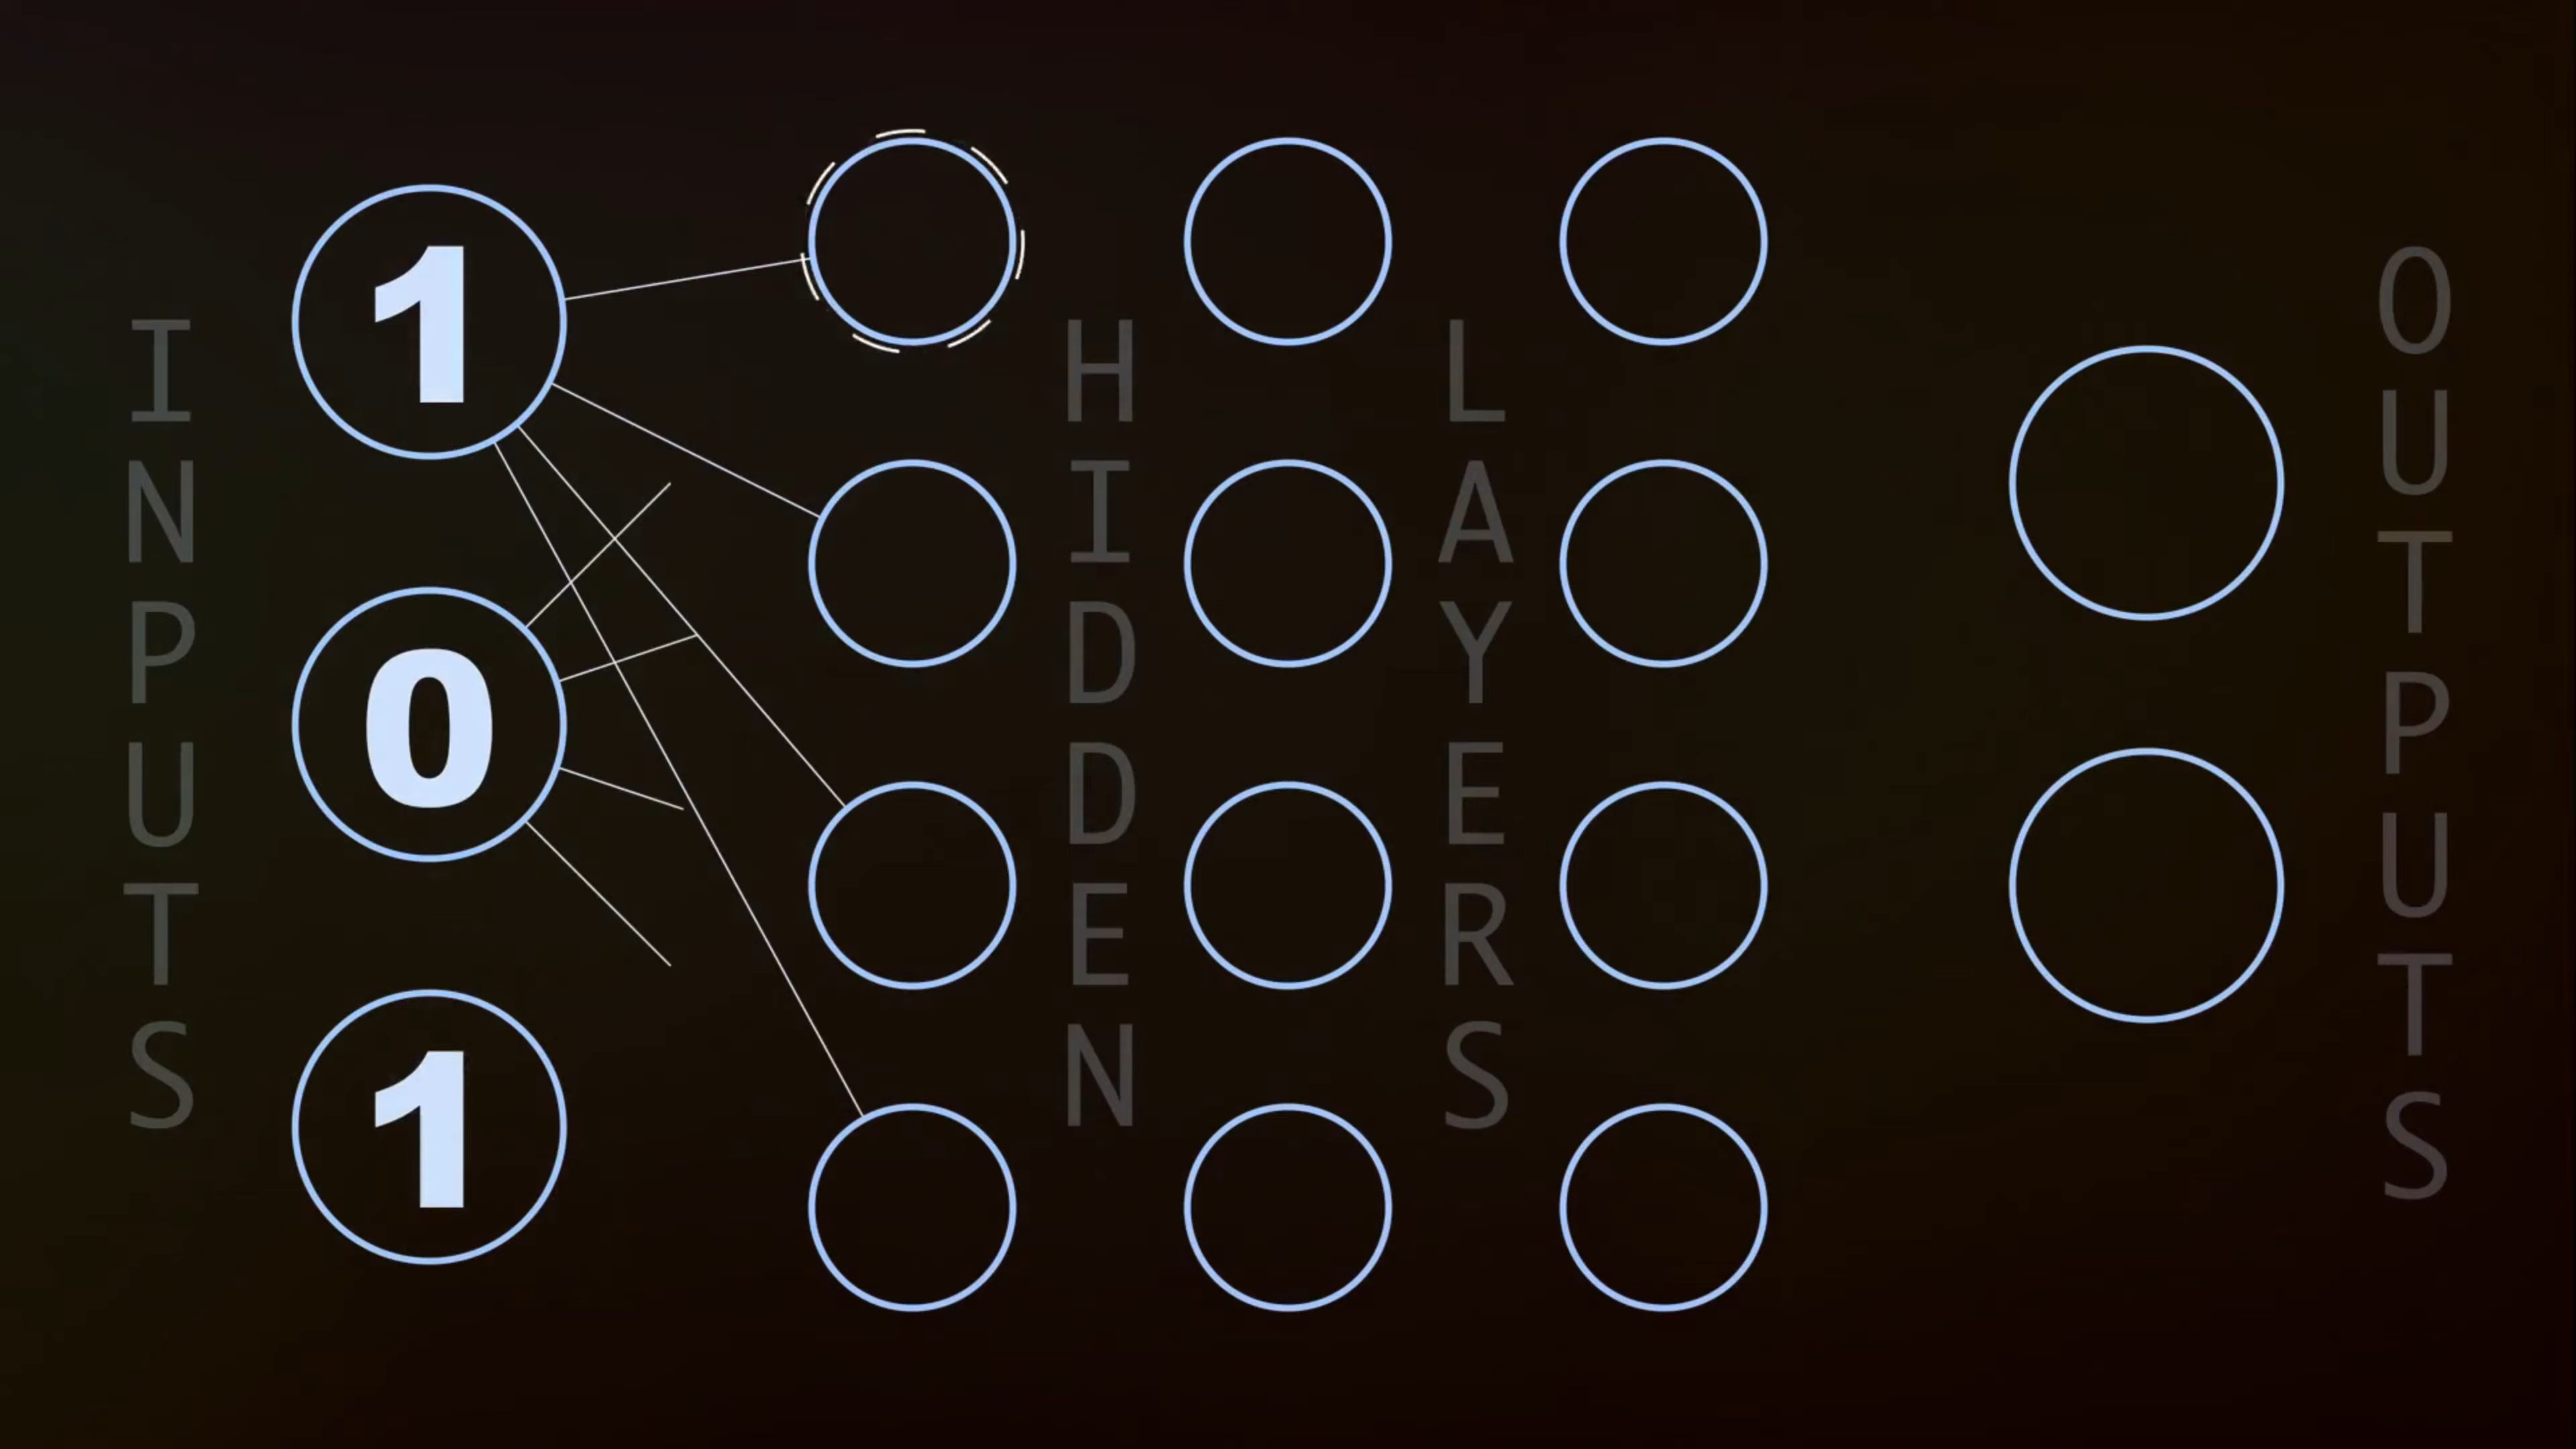 INPUTS
1
0
1
HIDDEN
LAYERS
OUTPUTS